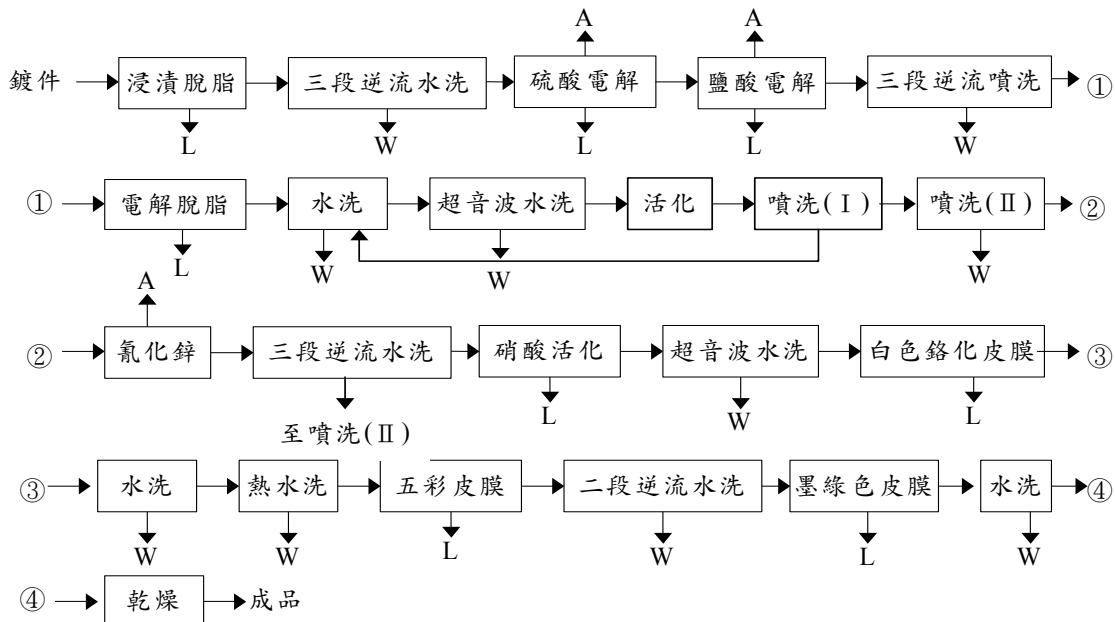 A A
鍍件 浸漬脫脂 三段逆流水洗 硫酸電解 鹽酸電解 三段逆流噴洗 ①
L W L L W
① 電解脫脂 水洗 超音波水洗 活化 噴洗(Ⅰ) 噴洗(Ⅱ) ②
L W W W
A
② 氰化鋅 三段逆流水洗 硝酸活化 超音波水洗 白色鉻化皮膜 ③
L W L
至噴洗(Ⅱ)
③ 水洗 熱水洗 五彩皮膜 二段逆流水洗 墨綠色皮膜 水洗 ④
W W L W L W
④ 乾燥 成品